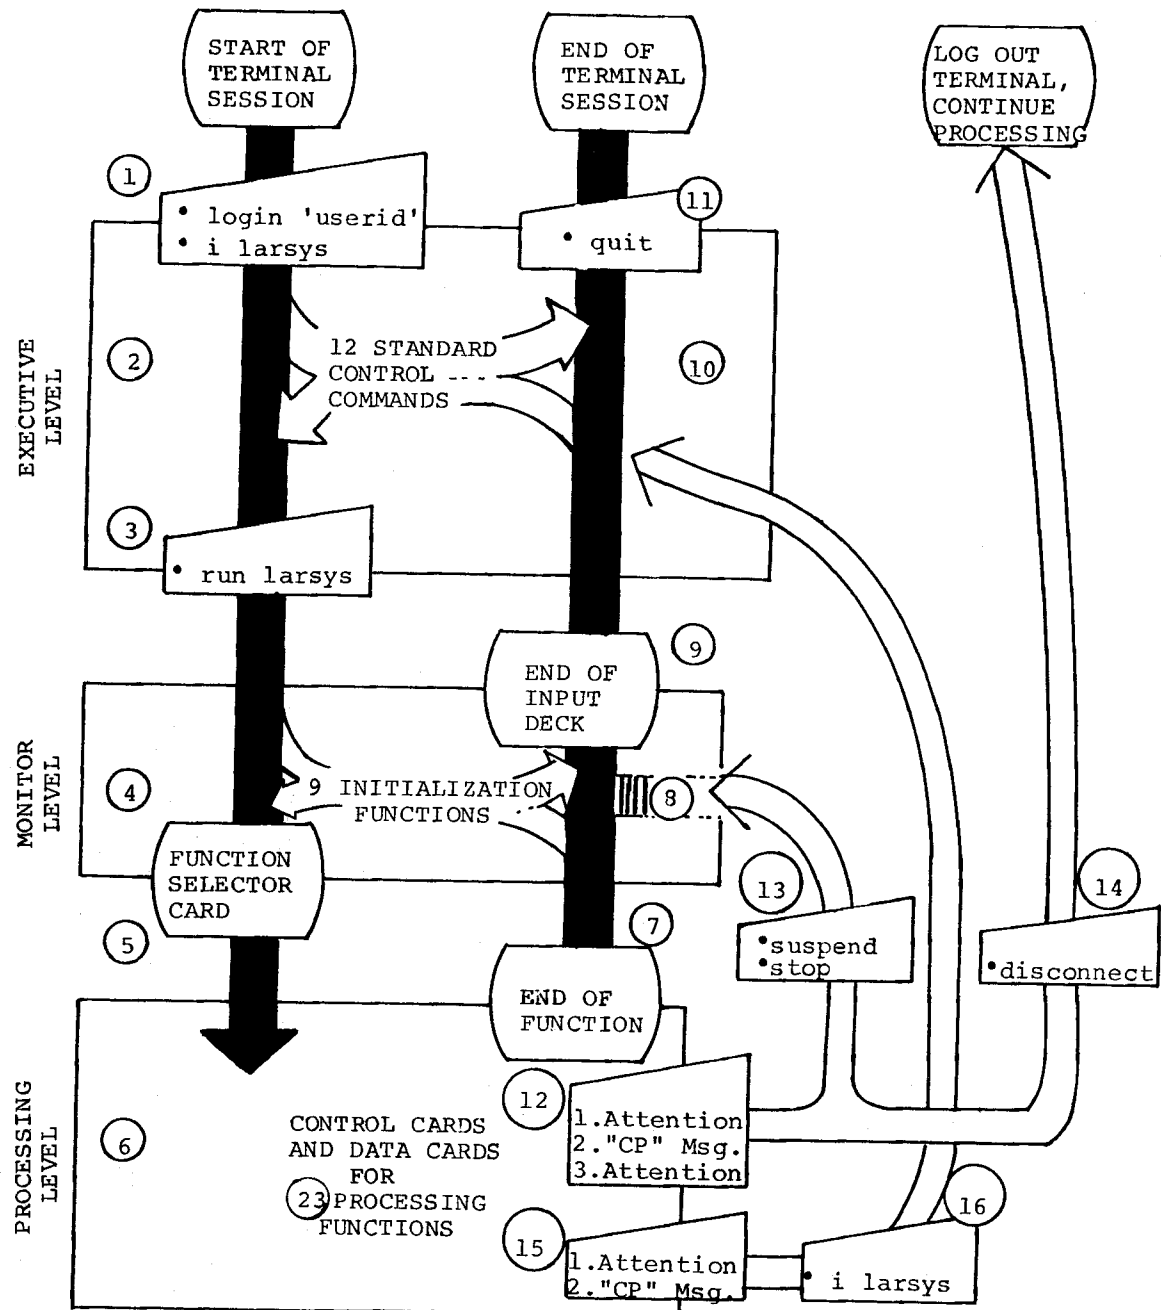 START OF
TERMINAL
SESSION
END OF
TERMINAL
SESSION
LOG OUT
TERMINAL,
CONTINUE
PROCESSING
1
• login 'userid'
• i larsys
11
• quit
EXECUTIVE
LEVEL
2
12 STANDARD
CONTROL
COMMANDS
10
3
• run larsys
9
END OF
INPUT
DECK
MONITOR
LEVEL
4
9 INITIALIZATION
FUNCTIONS
8
FUNCTION
SELECTOR
CARD
5
7
END OF
FUNCTION
13
• suspend
• stop
14
• disconnect
PROCESSING
LEVEL
6
CONTROL CARDS
AND DATA CARDS
FOR
23 PROCESSING
FUNCTIONS
12
1.Attention
2."CP" Msg.
3.Attention
15
1.Attention
2."CP" Msg.
16
• i larsys